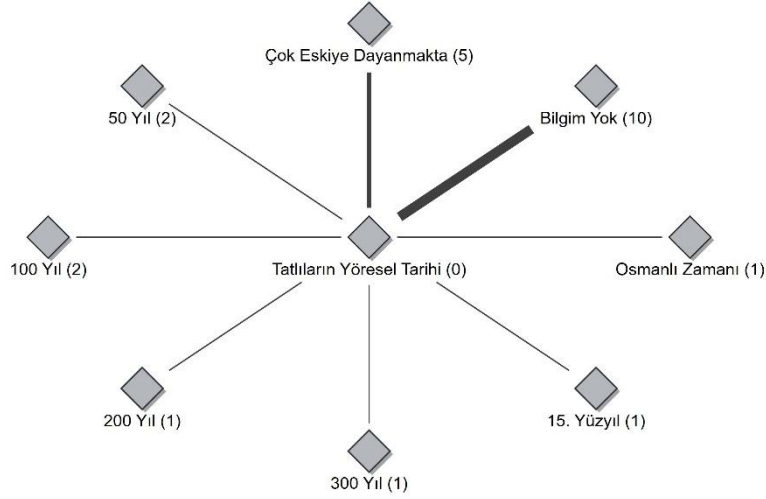 Çok Eskiye Dayanmakta (5)
50 Yıl (2)
Bilgim Yok (10)
100 Yıl (2)
Tatlıların Yöresel Tarihi (0)
Osmanlı Zamanı (1)
200 Yıl (1)
15. Yüzyıl (1)
300 Yıl (1)